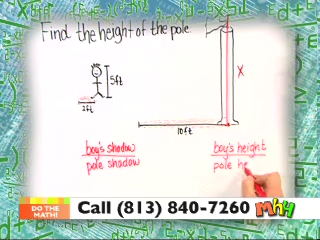 Find the height of the pole.
5ft
X
2ft
10ft
boy's shadow
pole shadow
boy's height
pole he
DO THE
MATH!
Call (813) 840-7260
mh4